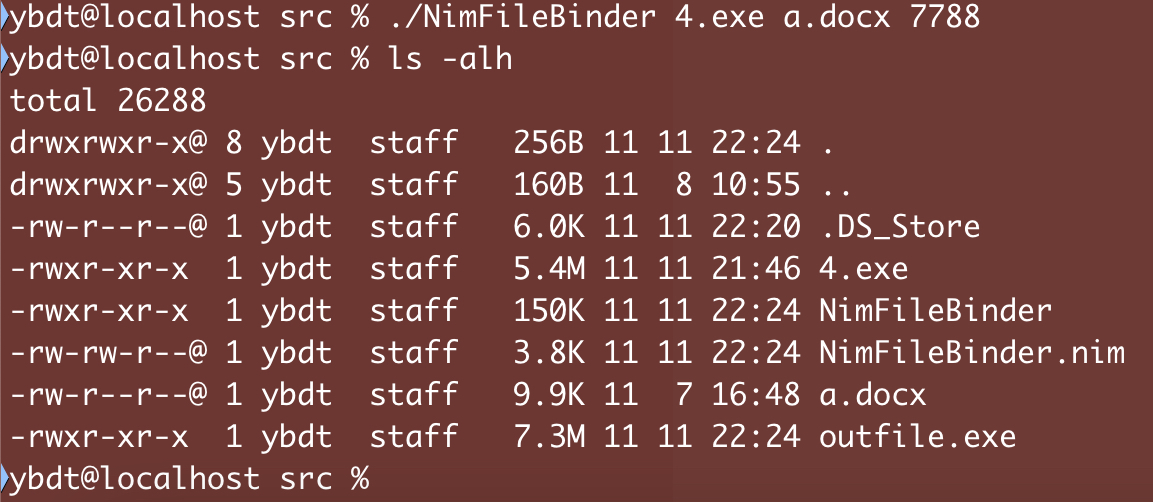 ybdt@localhost src % ./NimFileBinder 4.exe a.docx 7788
ybdt@localhost src % ls -alh
total 26288
drwxrwxr-x@ 8 ybdt  staff   256B 11 11 22:24 .
drwxrwxr-x@ 5 ybdt  staff   160B 11  8 10:55 ..
-rw-r--r--@ 1 ybdt  staff   6.0K 11 11 22:20 .DS_Store
-rwxr-xr-x  1 ybdt  staff   5.4M 11 11 21:46 4.exe
-rwxr-xr-x  1 ybdt  staff   150K 11 11 22:24 NimFileBinder
-rw-rw-r--@ 1 ybdt  staff   3.8K 11 11 22:24 NimFileBinder.nim
-rw-r--r--@ 1 ybdt  staff   9.9K 11  7 16:48 a.docx
-rwxr-xr-x  1 ybdt  staff   7.3M 11 11 22:24 outfile.exe
ybdt@localhost src %